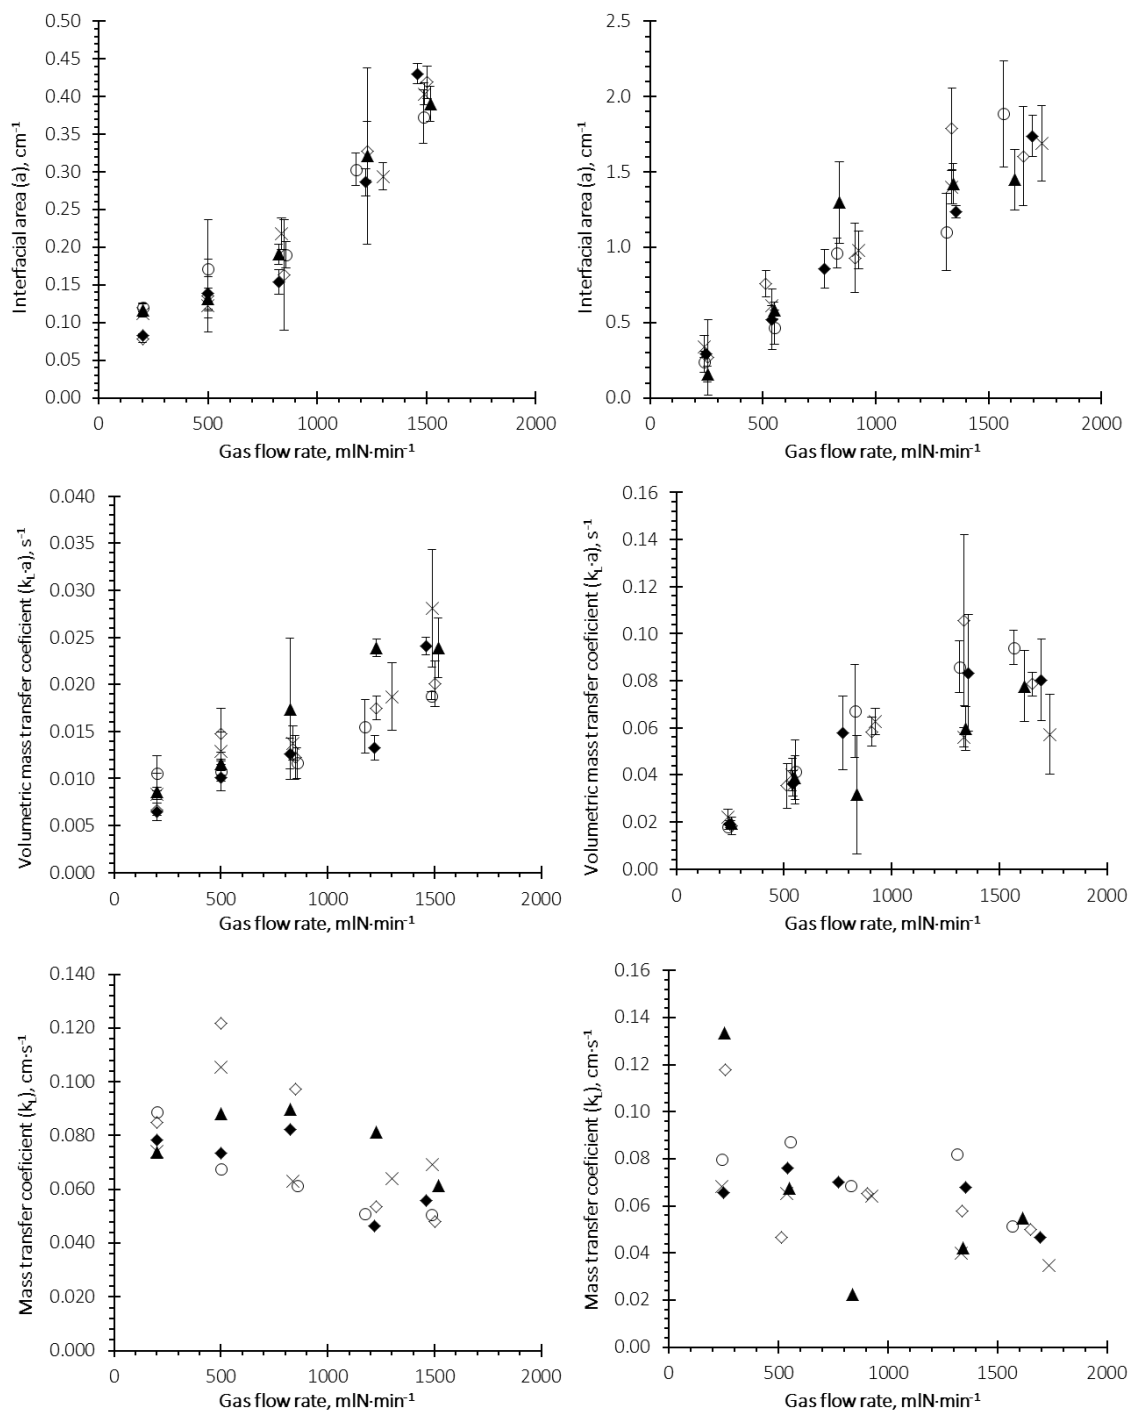 0.50
0.45
0.40
0.35
0.30
0.25
0.20
0.15
0.10
0.05
0.00
Interfacial area (a), cm⁻¹
0 500 1000 1500 2000
Gas flow rate, mlN·min⁻¹
2.5
2.0
1.5
1.0
0.5
0.0
Interfacial area (a), cm⁻¹
0 500 1000 1500 2000
Gas flow rate, mlN·min⁻¹
0.040
0.035
0.030
0.025
0.020
0.015
0.010
0.005
0.000
Volumetric mass transfer coeficient (kL·a), s⁻¹
0 500 1000 1500 2000
Gas flow rate, mlN·min⁻¹
0.16
0.14
0.12
0.10
0.08
0.06
0.04
0.02
0.00
Volumetric mass transfer coeficient (kL·a), s⁻¹
0 500 1000 1500 2000
Gas flow rate, mlN·min⁻¹
0.140
0.120
0.100
0.080
0.060
0.040
0.020
0.000
Mass transfer coeficient (kL), cm·s⁻¹
0 500 1000 1500 2000
Gas flow rate, mlN·min⁻¹
0.16
0.14
0.12
0.10
0.08
0.06
0.04
0.02
0.00
Mass transfer coeficient (kL), cm·s⁻¹
0 500 1000 1500 2000
Gas flow rate, mlN·min⁻¹